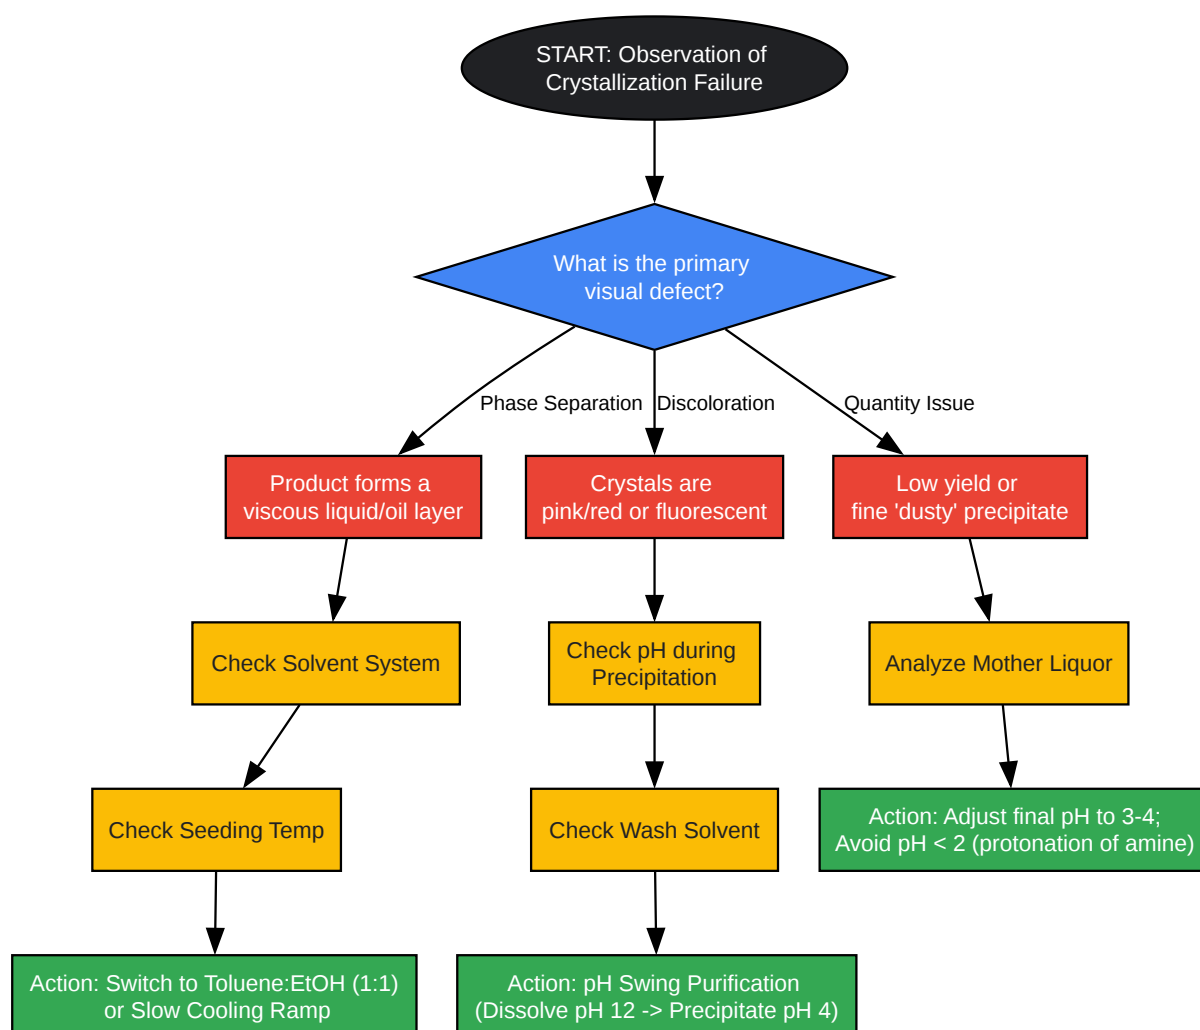 START: Observation of
Crystallization Failure
What is the primary
visual defect?
Phase Separation
Discoloration
Quantity Issue
Product forms a
viscous liquid/oil layer
Crystals are
pink/red or fluorescent
Low yield or
fine 'dusty' precipitate
Check Solvent System
Check pH during
Precipitation
Analyze Mother Liquor
Check Seeding Temp
Check Wash Solvent
Action: Adjust final pH to 3-4;
Avoid pH < 2 (protonation of amine)
Action: Switch to Toluene:EtOH (1:1)
or Slow Cooling Ramp
Action: pH Swing Purification
(Dissolve pH 12 -> Precipitate pH 4)